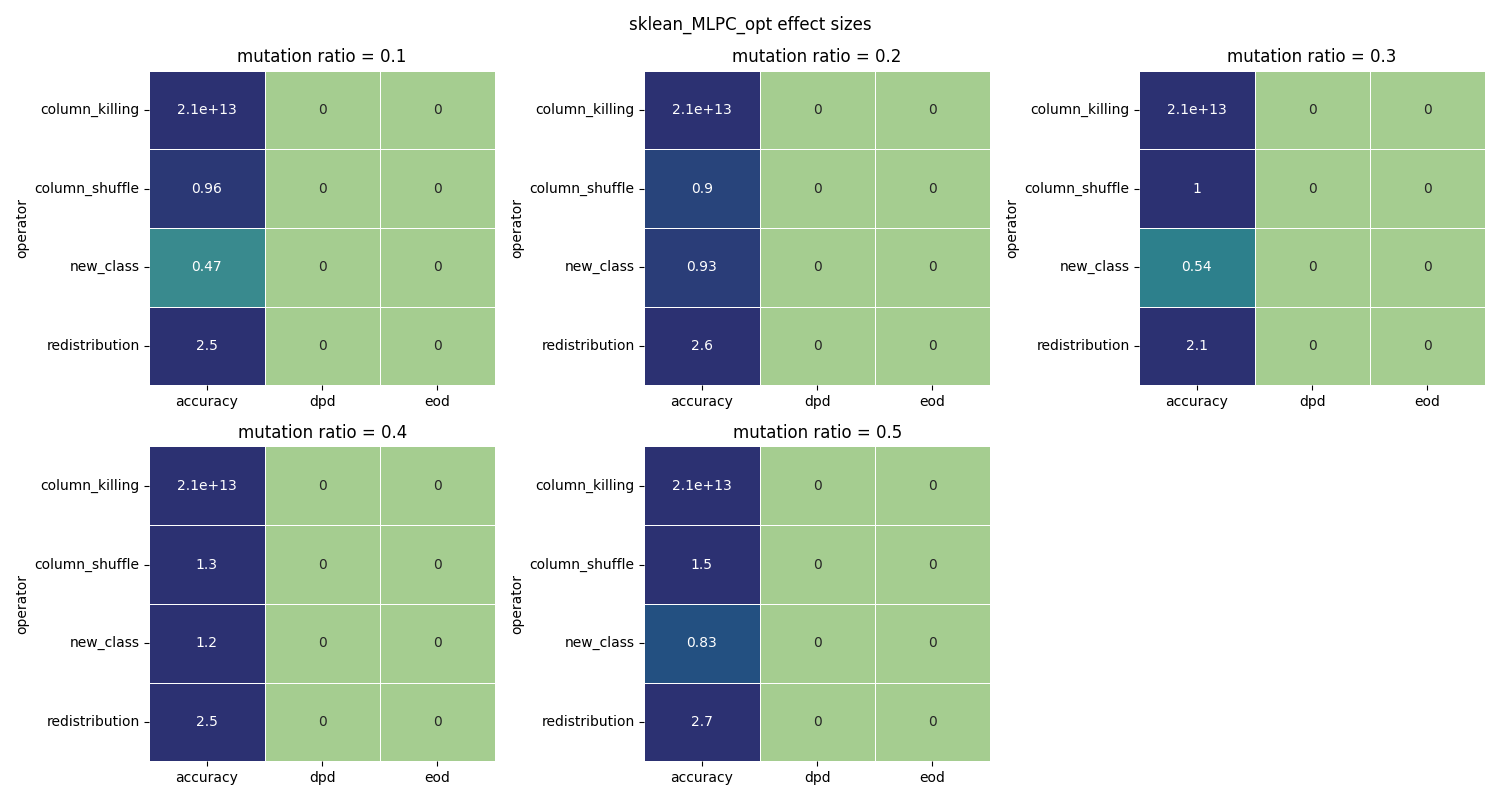 sklean_MLPC_opt effect sizes
mutation ratio = 0.1
operator
column_killing 2.1e+13 0 0
column_shuffle 0.96 0 0
new_class 0.47 0 0
redistribution 2.5 0 0
accuracy dpd eod
mutation ratio = 0.2
operator
column_killing 2.1e+13 0 0
column_shuffle 0.9 0 0
new_class 0.93 0 0
redistribution 2.6 0 0
accuracy dpd eod
mutation ratio = 0.3
operator
column_killing 2.1e+13 0 0
column_shuffle 1 0 0
new_class 0.54 0 0
redistribution 2.1 0 0
accuracy dpd eod
mutation ratio = 0.4
operator
column_killing 2.1e+13 0 0
column_shuffle 1.3 0 0
new_class 1.2 0 0
redistribution 2.5 0 0
accuracy dpd eod
mutation ratio = 0.5
operator
column_killing 2.1e+13 0 0
column_shuffle 1.5 0 0
new_class 0.83 0 0
redistribution 2.7 0 0
accuracy dpd eod